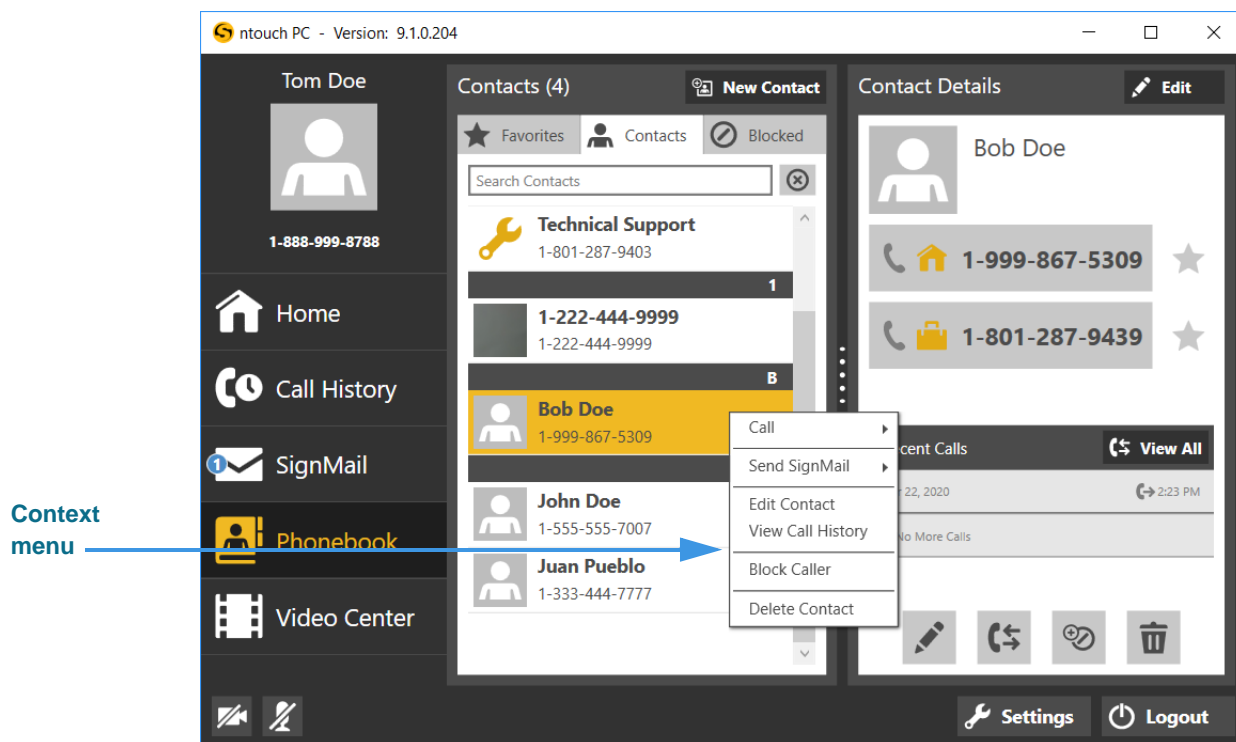 ntouch PC - Version: 9.1.0.204
Tom Doe
1-888-999-8788
Home
Call History
1
SignMail
Phonebook
Video Center
Context
menu
Contacts (4)
New Contact
Favorites
Contacts
Blocked
Search Contacts
Technical Support
1-801-287-9403
1
1-222-444-9999
1-222-444-9999
B
Bob Doe
1-999-867-5309
John Doe
1-555-555-7007
Juan Pueblo
1-333-444-7777
Call
Send SignMail
Edit Contact
View Call History
Block Caller
Delete Contact
Contact Details
Edit
Bob Doe
1-999-867-5309
1-801-287-9439
cent Calls
View All
22, 2020
2:23 PM
No More Calls
Settings
Logout